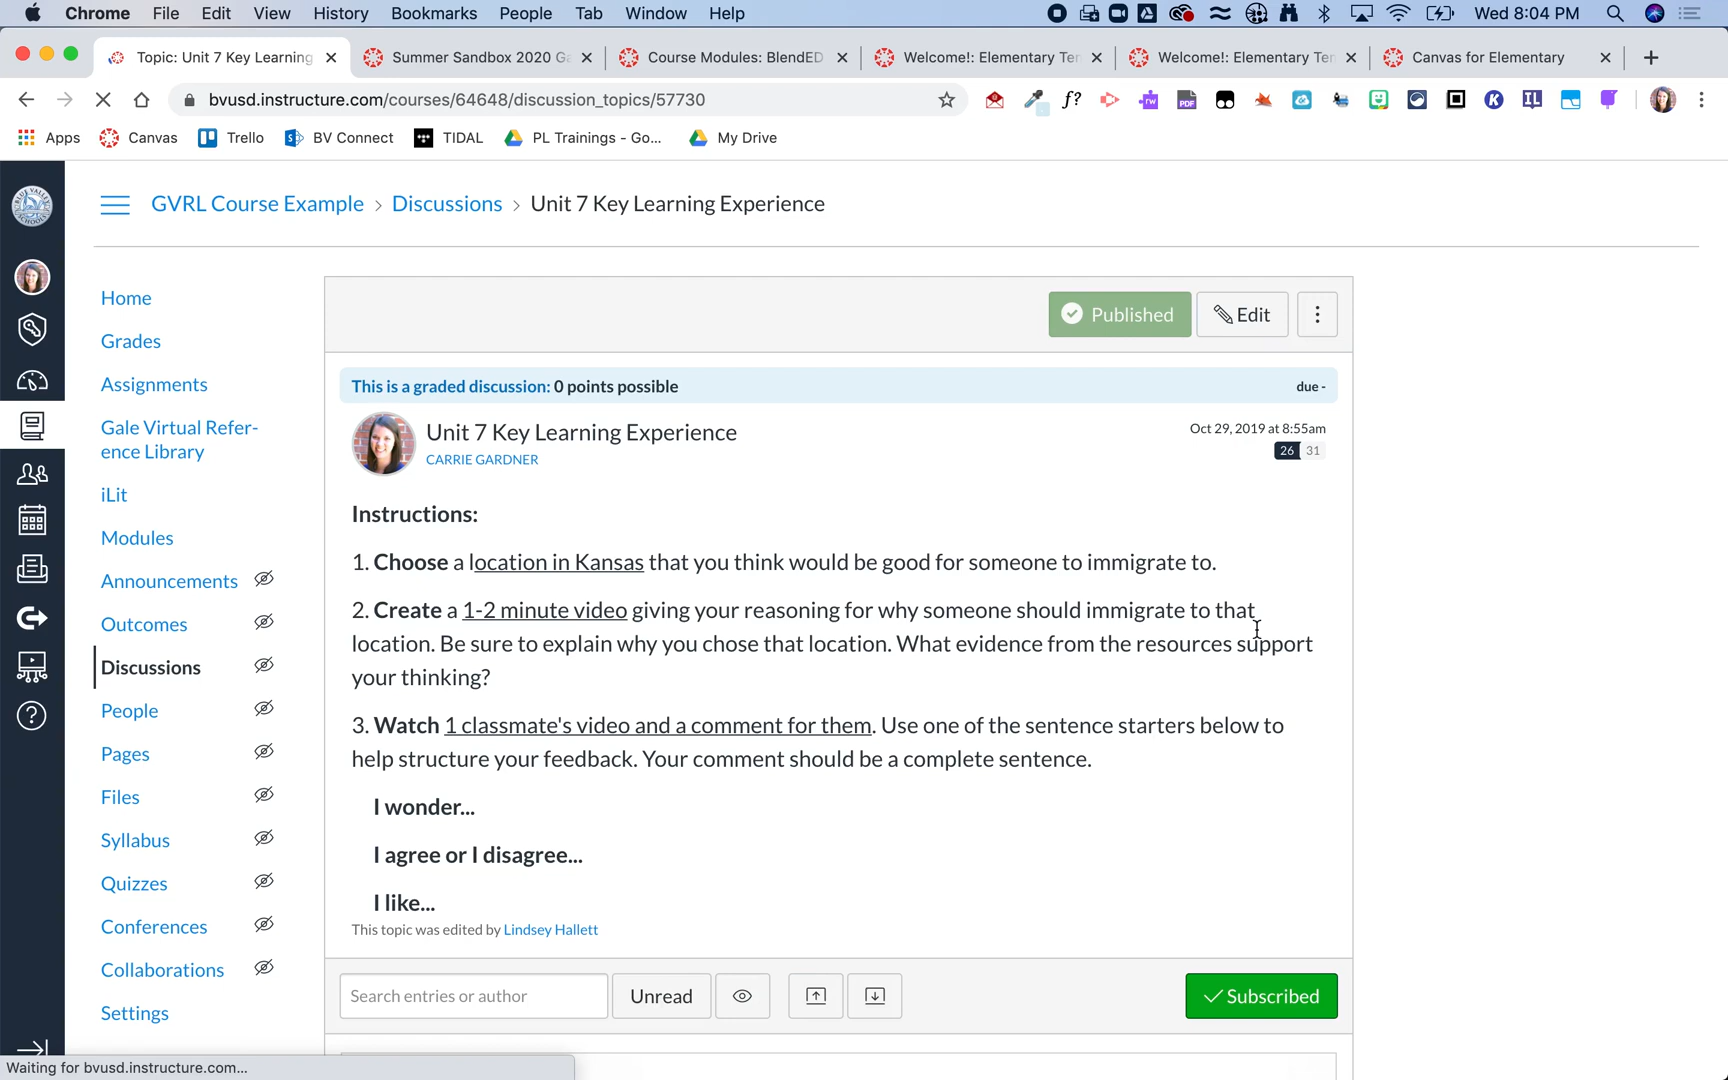 Chrome File Edit View History Bookmarks People Tab Window Help Wed 8:04 PM
Topic: Unit 7 Key Learning Summer Sandbox 2020 Ga Course Modules: BlendED Welcome!: Elementary Ter Welcome!: Elementary Ten Canvas for Elementary
bvusd.instructure.com/courses/64648/discussion_topics/57730
Apps Canvas Trello BV Connect TIDAL PL Trainings - Go... My Drive
GVRL Course Example > Discussions > Unit 7 Key Learning Experience
Home
Grades
Assignments
Gale Virtual Refer-
ence Library
iLit
Modules
Announcements
Outcomes
Discussions
People
Pages
Files
Syllabus
Quizzes
Conferences
Collaborations
Settings
Published Edit
This is a graded discussion: 0 points possible due -
Unit 7 Key Learning Experience Oct 29, 2019 at 8:55am
CARRIE GARDNER 26 31
Instructions:
1. Choose a location in Kansas that you think would be good for someone to immigrate to.
2. Create a 1-2 minute video giving your reasoning for why someone should immigrate to that
location. Be sure to explain why you chose that location. What evidence from the resources support
your thinking?
3. Watch 1 classmate's video and a comment for them. Use one of the sentence starters below to
help structure your feedback. Your comment should be a complete sentence.
I wonder...
I agree or I disagree...
I like...
This topic was edited by Lindsey Hallett
Search entries or author Unread Subscribed
Waiting for bvusd.instructure.com...